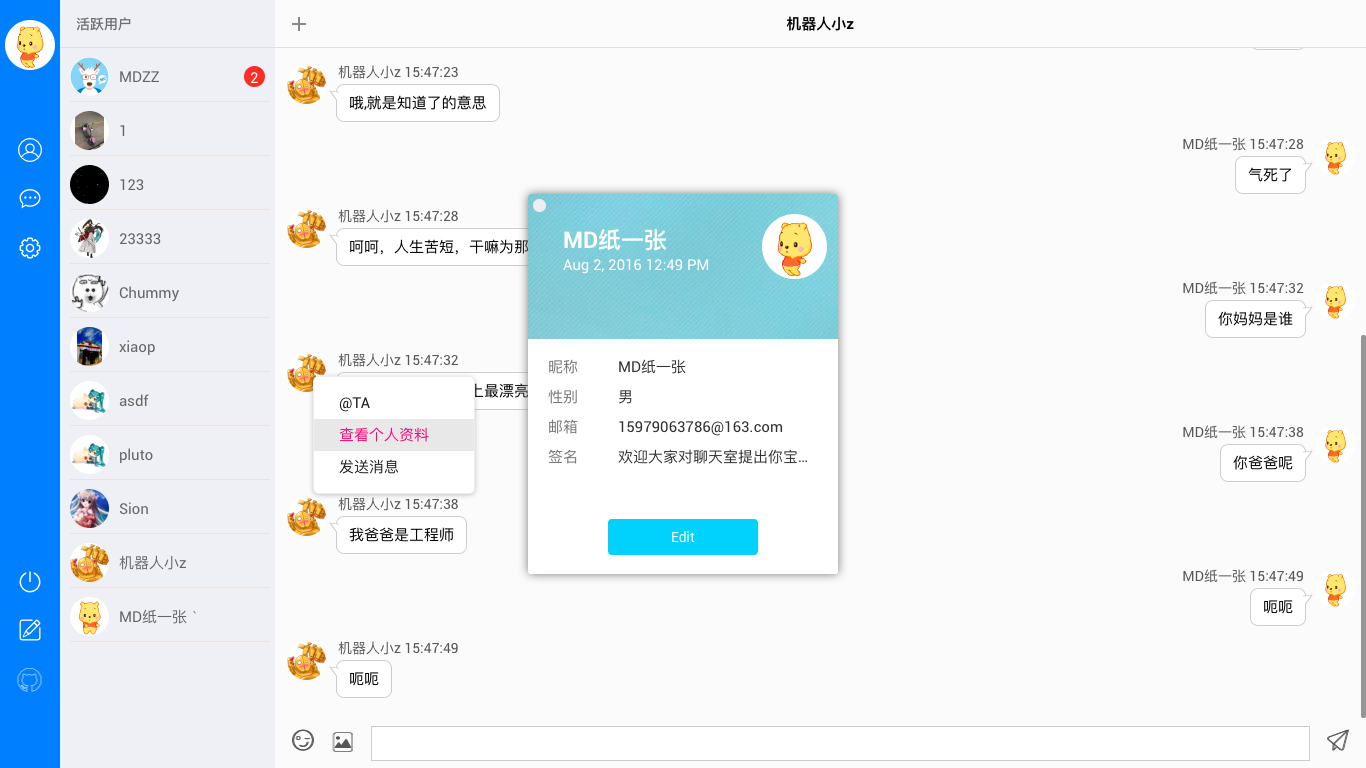 活跃用户
MDZZ
2
1
123
23333
Chummy
xiaop
asdf
pluto
Sion
机器人小z
MD纸一张 `
机器人小z
机器人小z 15:47:23
哦,就是知道了的意思
MD纸一张 15:47:28
气死了
机器人小z 15:47:28
呵呵，人生苦短，干嘛为那
MD纸一张 15:47:32
你妈妈是谁
机器人小z 15:47:32
上最漂亮
@TA
查看个人资料
发送消息
MD纸一张 15:47:38
你爸爸呢
机器人小z 15:47:38
我爸爸是工程师
MD纸一张 15:47:49
呃呃
机器人小z 15:47:49
呃呃
MD纸一张
Aug 2, 2016 12:49 PM
昵称 MD纸一张
性别 男
邮箱 15979063786@163.com
签名 欢迎大家对聊天室提出你宝...
Edit